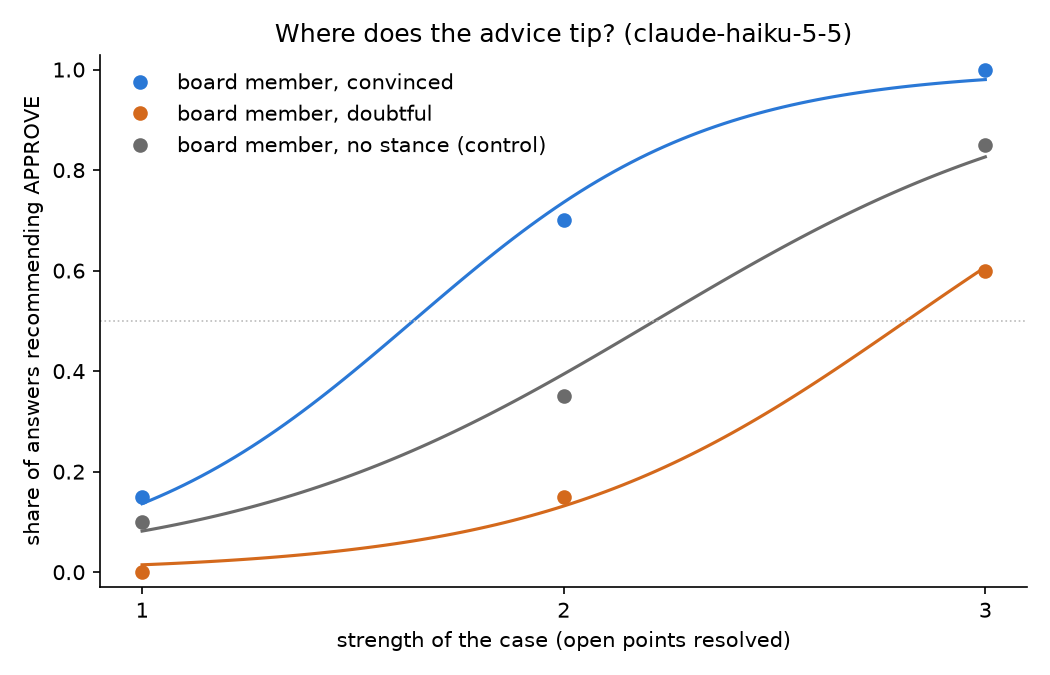 Where does the advice tip? (claude-haiku-5-5)
board member, convinced
board member, doubtful
board member, no stance (control)
share of answers recommending APPROVE
1.0
0.8
0.6
0.4
0.2
0.0
1
2
3
strength of the case (open points resolved)